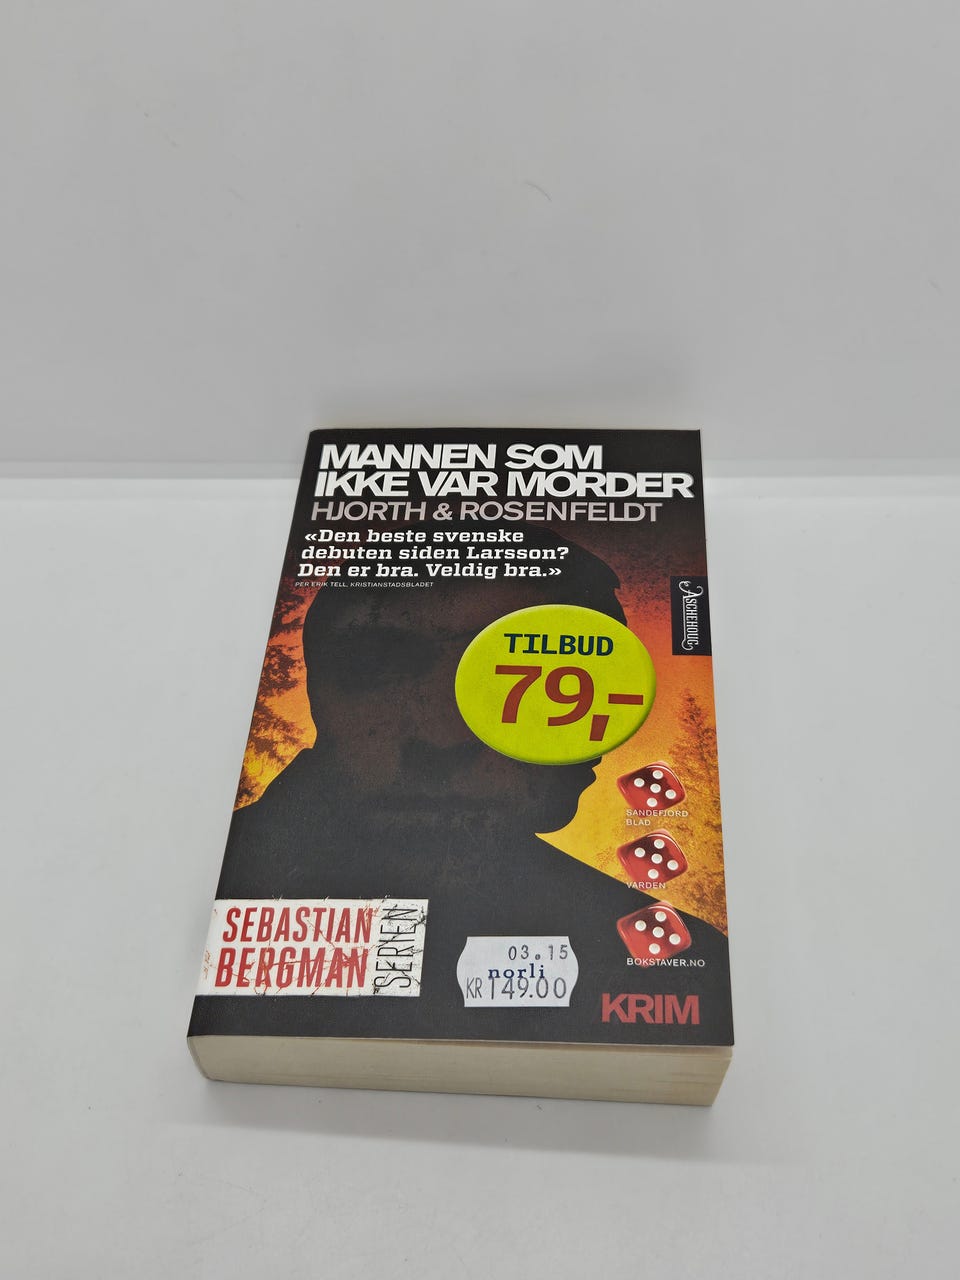 MANNEN SOM
IKKE VAR MORDER
HJORTH & ROSENFELDT
«Den beste svenske
debuten siden Larsson?
Den er bra. Veldig bra.»
PER ERIK TELL, KRISTIANSTADSBLADET
ASCHEHOUG
TILBUD
79,-
SANDEFJORD
BLAD
VARDEN
BOKSTAVER.NO
SEBASTIAN
BERGMAN
SERIEN
03.15
norli
KR 149.00
KRIM